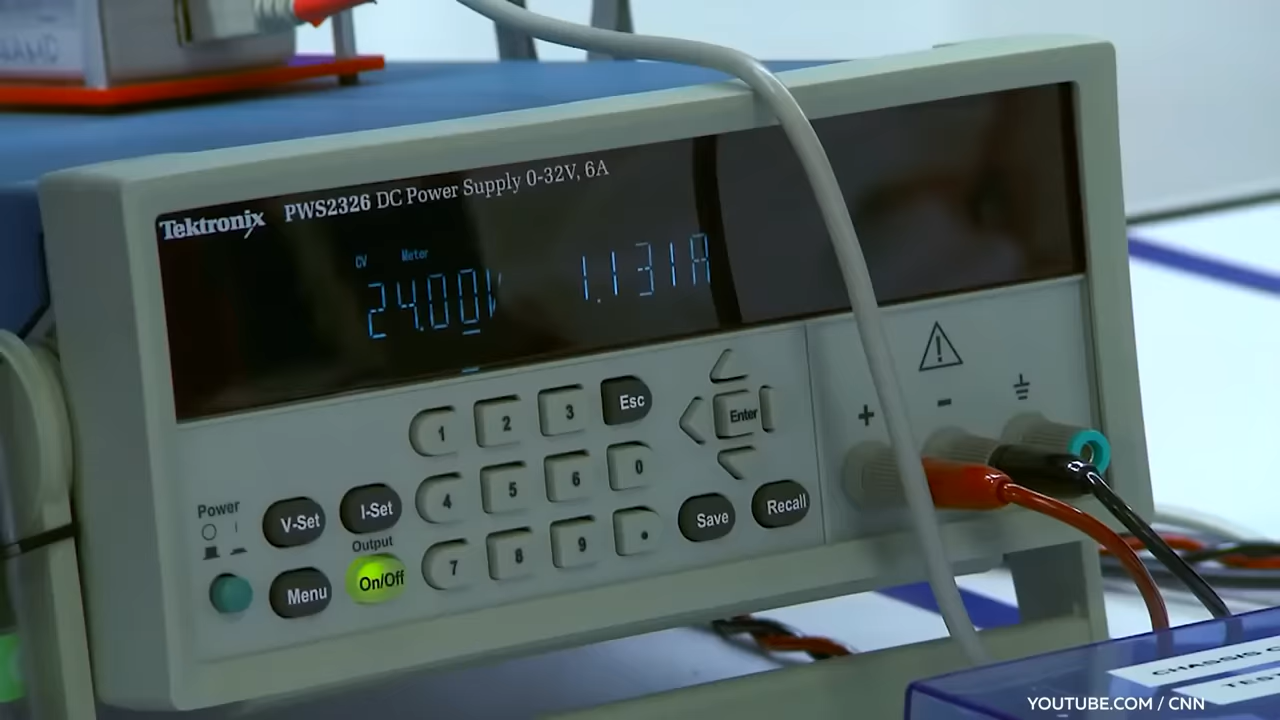 Tektronix PWS2326 DC Power Supply 0-32V, 6A
CV Meter
24.00V 1.131A
1 2 3 Esc
Enter
+ -
4 5 6 0
Power
V-Set I-Set
Save Recall
Output
7 8 9 .
Menu On/Off
CHASSIS
TEST
YOUTUBE.COM / CNN